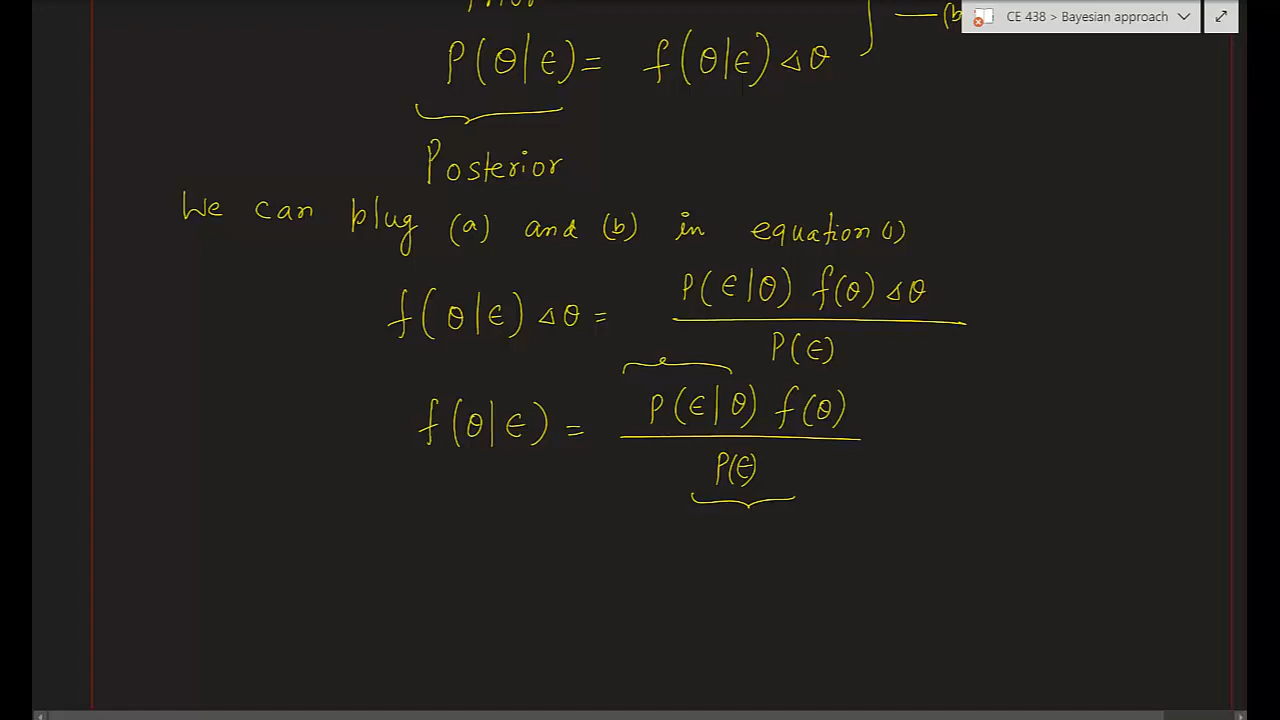 CE 438 > Bayesian approach
— (b
P(θ|ϵ) = f(θ|ϵ) Δθ
Posterior
We can plug (a) and (b) in equation (1)
f(θ|ϵ) Δθ = P(ϵ|θ) f(θ) Δθ / P(ϵ)
f(θ|ϵ) = P(ϵ|θ) f(θ) / P(ϵ)